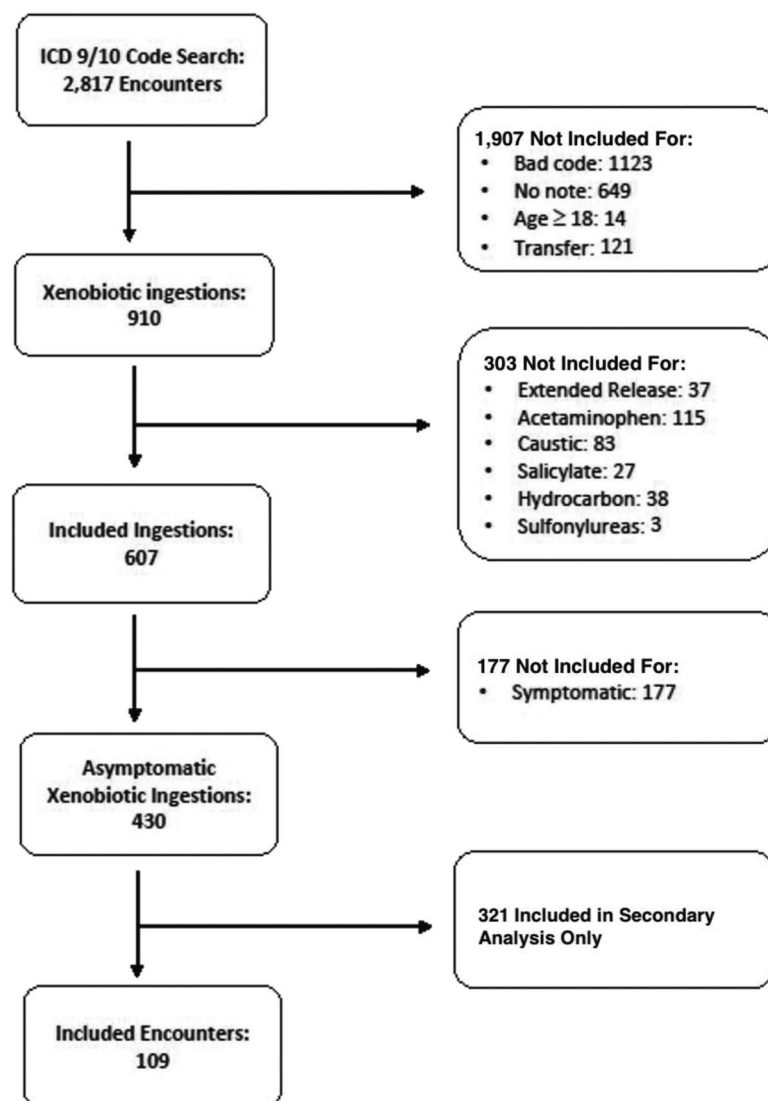 ICD 9/10 Code Search:
2,817 Encounters
1,907 Not Included For:
• Bad code: 1123
• No note: 649
• Age ≥ 18: 14
• Transfer: 121
Xenobiotic ingestions:
910
303 Not Included For:
• Extended Release: 37
• Acetaminophen: 115
• Caustic: 83
• Salicylate: 27
• Hydrocarbon: 38
• Sulfonylureas: 3
Included Ingestions:
607
177 Not Included For:
• Symptomatic: 177
Asymptomatic
Xenobiotic Ingestions:
430
321 Included in Secondary
Analysis Only
Included Encounters:
109